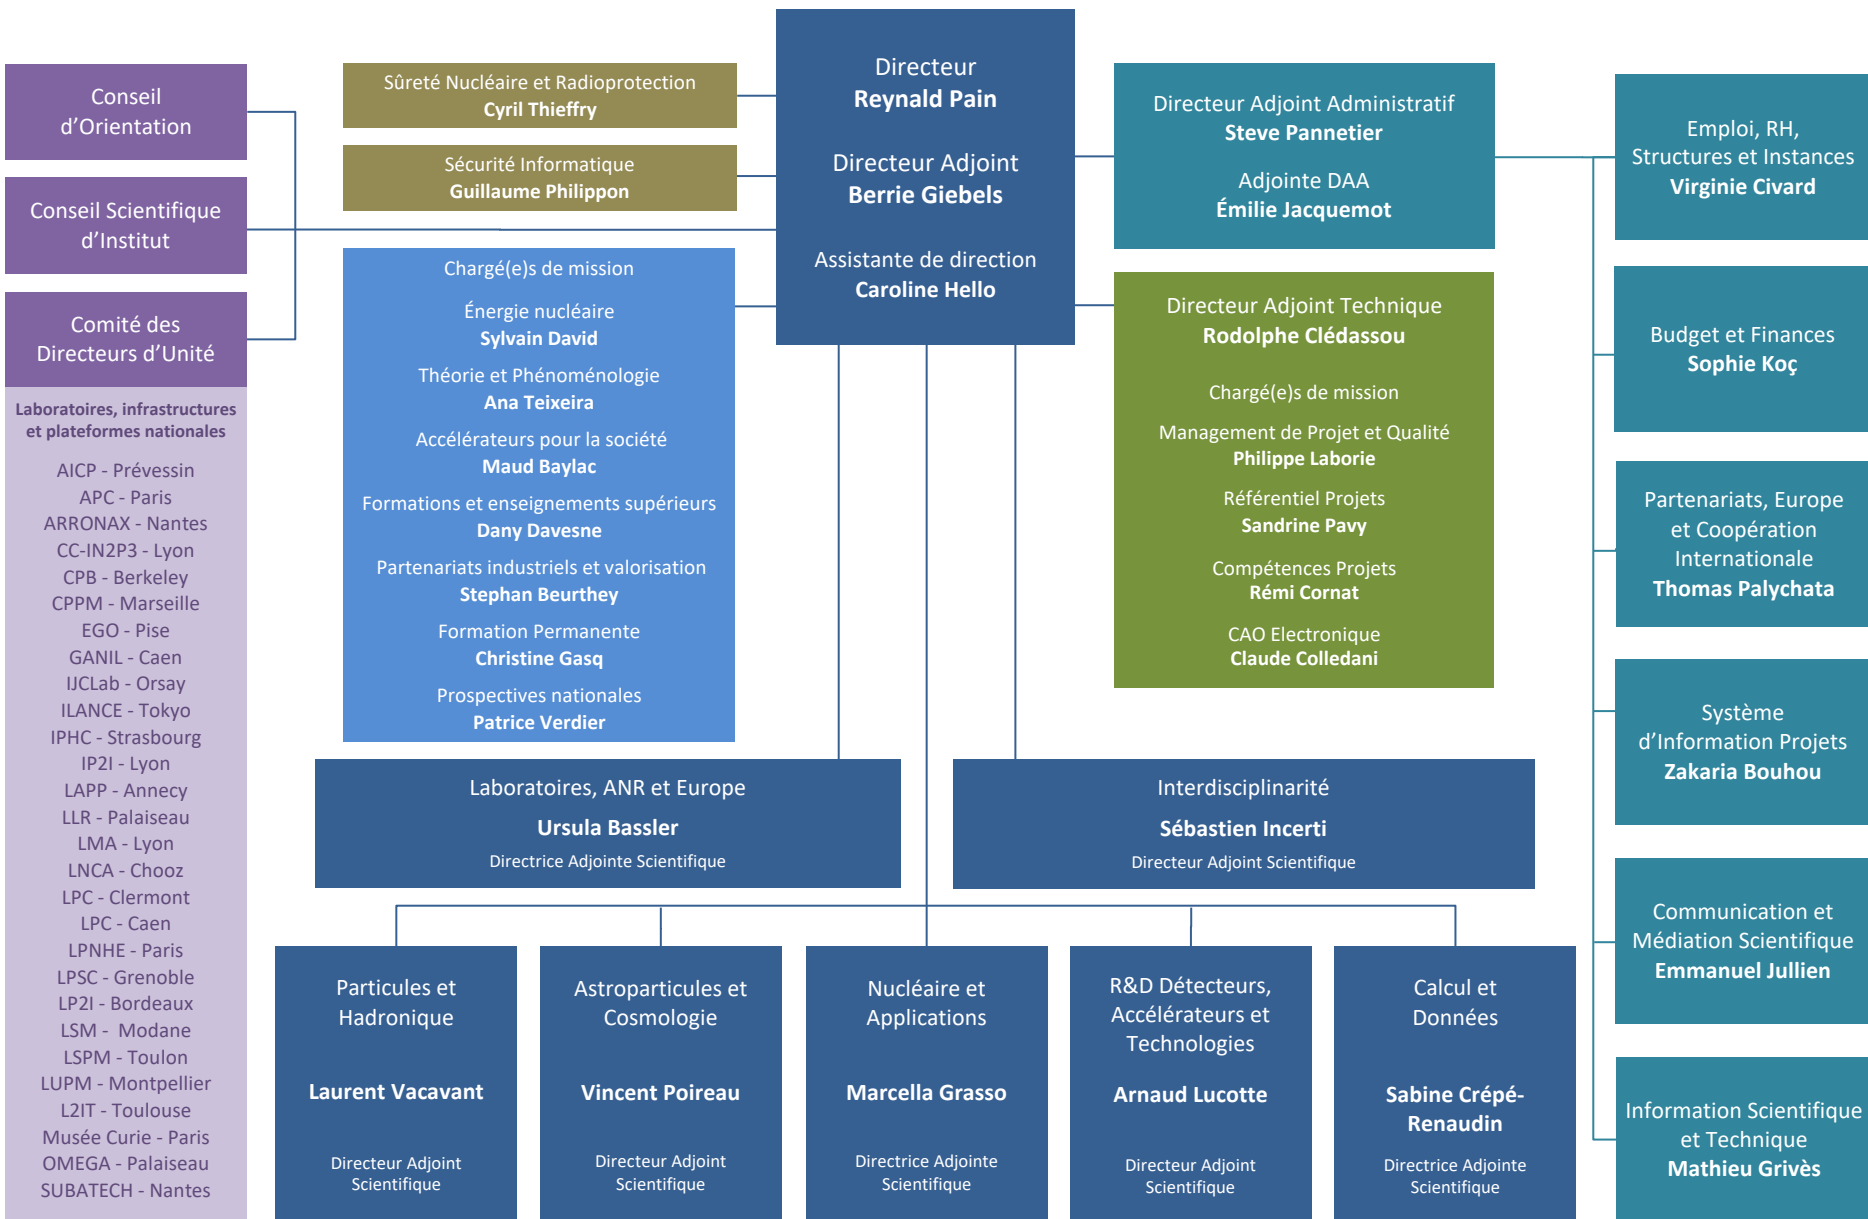 Conseil
d’Orientation
Conseil Scientifique
d’Institut
Comité des
Directeurs d’Unité
Laboratoires, infrastructures
et plateformes nationales
AICP - Prévessin
APC - Paris
ARRONAX - Nantes
CC-IN2P3 - Lyon
CPB - Berkeley
CPPM - Marseille
EGO - Pise
GANIL - Caen
IJCLab - Orsay
ILANCE - Tokyo
IPHC - Strasbourg
IP2I - Lyon
LAPP - Annecy
LLR - Palaiseau
LMA - Lyon
LNCA - Chooz
LPC - Clermont
LPC - Caen
LPNHE - Paris
LPSC - Grenoble
LP2I - Bordeaux
LSM - Modane
LSPM - Toulon
LUPM - Montpellier
L2IT - Toulouse
Musée Curie - Paris
OMEGA - Palaiseau
SUBATECH - Nantes
Sûreté Nucléaire et Radioprotection
Cyril Thieffry
Sécurité Informatique
Guillaume Philippon
Chargé(e)s de mission
Énergie nucléaire
Sylvain David
Théorie et Phénoménologie
Ana Teixeira
Accélérateurs pour la société
Maud Baylac
Formations et enseignements supérieurs
Dany Davesne
Partenariats industriels et valorisation
Stephan Beurthey
Formation Permanente
Christine Gasq
Prospectives nationales
Patrice Verdier
Directeur
Reynald Pain
Directeur Adjoint
Berrie Giebels
Assistante de direction
Caroline Hello
Directeur Adjoint Administratif
Steve Pannetier
Adjointe DAA
Émilie Jacquemot
Directeur Adjoint Technique
Rodolphe Clédassou
Chargé(e)s de mission
Management de Projet et Qualité
Philippe Laborie
Référentiel Projets
Sandrine Pavy
Compétences Projets
Rémi Cornat
CAO Electronique
Claude Colledani
Emploi, RH,
Structures et Instances
Virginie Civard
Budget et Finances
Sophie Koç
Partenariats, Europe
et Coopération
Internationale
Thomas Palychata
Système
d’Information Projets
Zakaria Bouhou
Communication et
Médiation Scientifique
Emmanuel Jullien
Information Scientifique
et Technique
Mathieu Grivès
Laboratoires, ANR et Europe
Ursula Bassler
Directrice Adjointe Scientifique
Interdisciplinarité
Sébastien Incerti
Directeur Adjoint Scientifique
Particules et
Hadronique
Laurent Vacavant
Directeur Adjoint
Scientifique
Astroparticules et
Cosmologie
Vincent Poireau
Directeur Adjoint
Scientifique
Nucléaire et
Applications
Marcella Grasso
Directrice Adjointe
Scientifique
R&D Détecteurs,
Accélérateurs et
Technologies
Arnaud Lucotte
Directeur Adjoint
Scientifique
Calcul et
Données
Sabine Crépé-
Renaudin
Directrice Adjointe
Scientifique